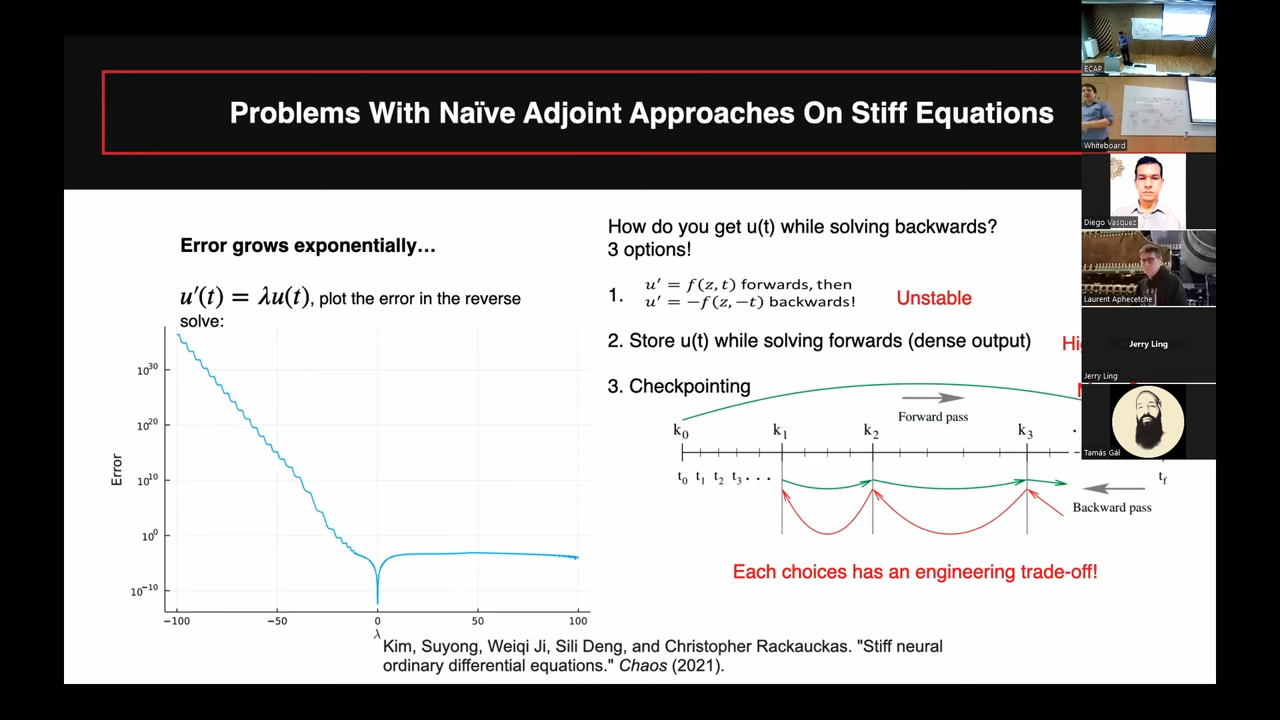 Problems With Naïve Adjoint Approaches On Stiff Equations
Error grows exponentially...
u′(t) = λu(t), plot the error in the reverse
solve:
Error
10^30
10^20
10^10
10^0
10^−10
−100
−50
0
50
100
λ
How do you get u(t) while solving backwards?
3 options!
1. u′ = f(z, t) forwards, then
u′ = −f(z, −t) backwards!
Unstable
2. Store u(t) while solving forwards (dense output)
3. Checkpointing
Forward pass
k0 k1 k2 k3 ·
t0 t1 t2 t3 · · ·
tf
Backward pass
Each choices has an engineering trade-off!
Kim, Suyong, Weiqi Ji, Sili Deng, and Christopher Rackauckas. "Stiff neural
ordinary differential equations." Chaos (2021).
ECAP
Whiteboard
Diego Vasquez
Laurent Aphecetche
Jerry Ling
Jerry Ling
Tamás Gál